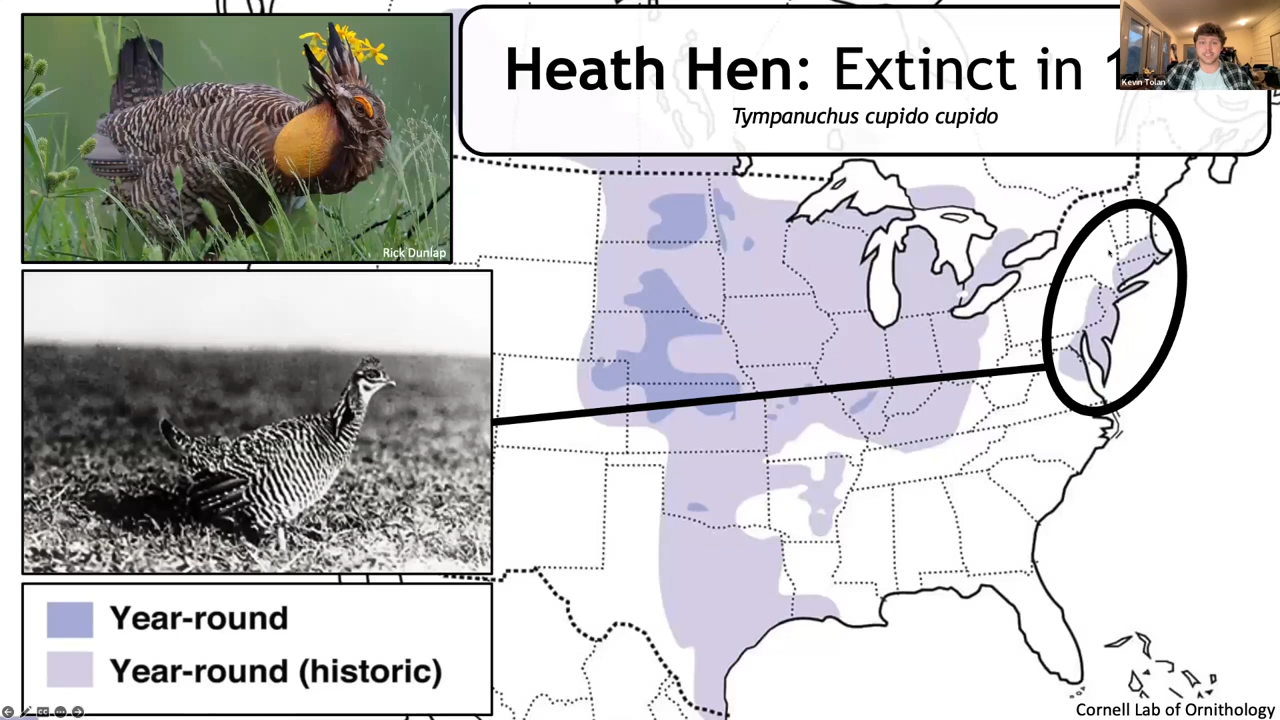 Heath Hen: Extinct in 1
Tympanuchus cupido cupido
Kevin Tolan
Rick Dunlap
Year-round
Year-round (historic)
Cornell Lab of Ornithology